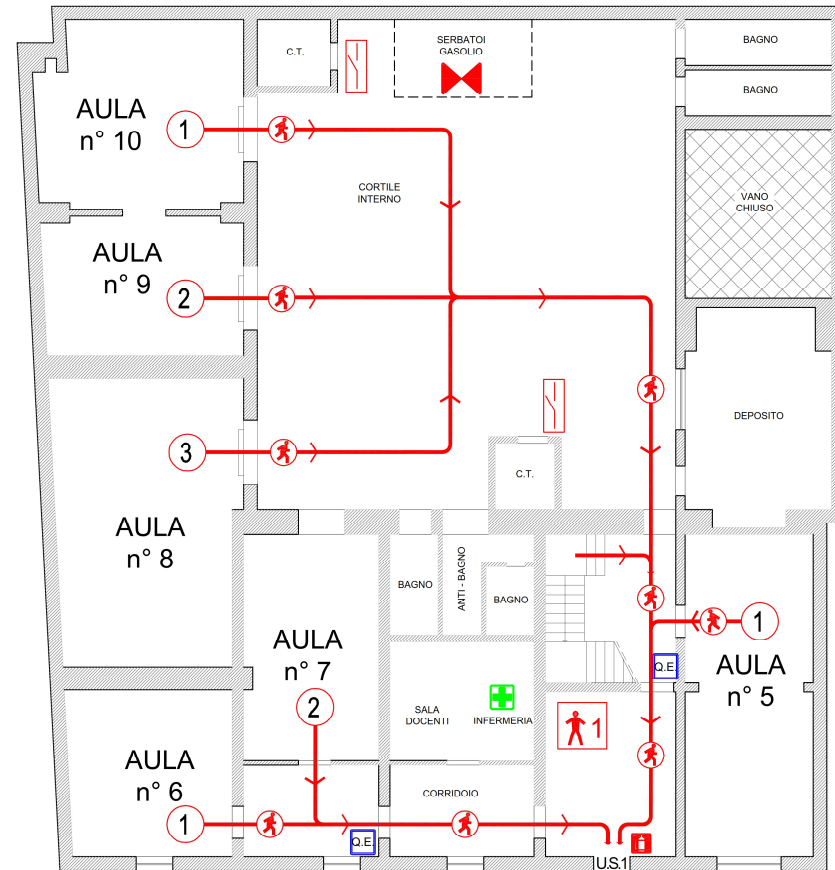 C.T.
SERBATOI
GASOLIO
BAGNO
BAGNO
AULA
n° 10
1
CORTILE
INTERNO
VANO
CHIUSO
AULA
n° 9
2
3
DEPOSITO
C.T.
AULA
n° 8
BAGNO
ANTI - BAGNO
BAGNO
1
AULA
n° 7
2
Q.E.
AULA
n° 5
SALA
DOCENTI
INFERMERIA
1
AULA
n° 6
1
CORRIDOIO
Q.E.
U.S.1